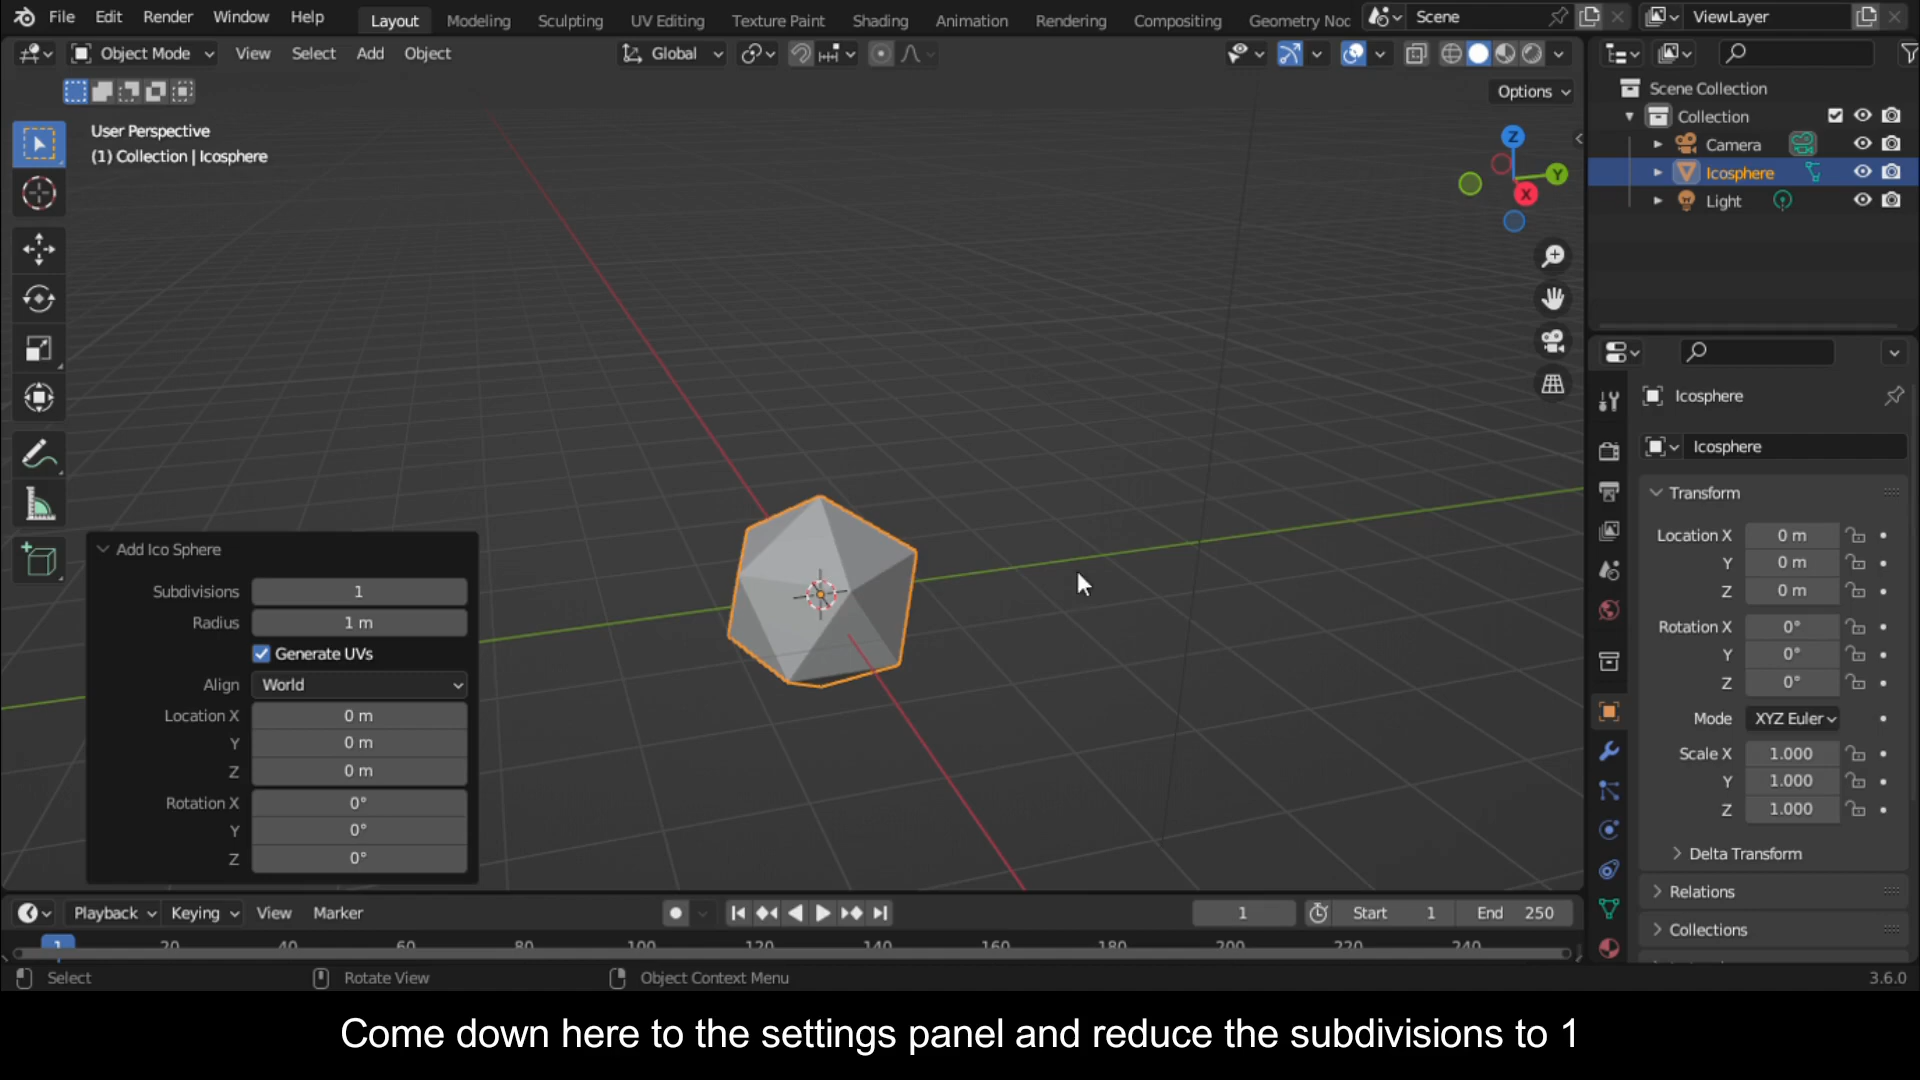 File Edit Render Window Help Layout Modeling Sculpting UV Editing Texture Paint Shading Animation Rendering Compositing Geometry Noc Scene ViewLayer
Object Mode View Select Add Object Global
Options
User Perspective
(1) Collection | Icosphere
Z
Y
X
Add Ico Sphere
Subdivisions 1
Radius 1 m
Generate UVs
Align World
Location X 0 m
Y 0 m
Z 0 m
Rotation X 0°
Y 0°
Z 0°
Scene Collection
Collection
Camera
Icosphere
Light
Icosphere
Icosphere
Transform
Location X 0 m
Y 0 m
Z 0 m
Rotation X 0°
Y 0°
Z 0°
Mode XYZ Euler
Scale X 1.000
Y 1.000
Z 1.000
Delta Transform
Relations
Collections
Playback Keying View Marker 1 Start 1 End 250
1 20 40 60 80 100 120 140 160 180 200 220 240
Select Rotate View Object Context Menu 3.6.0
Come down here to the settings panel and reduce the subdivisions to 1